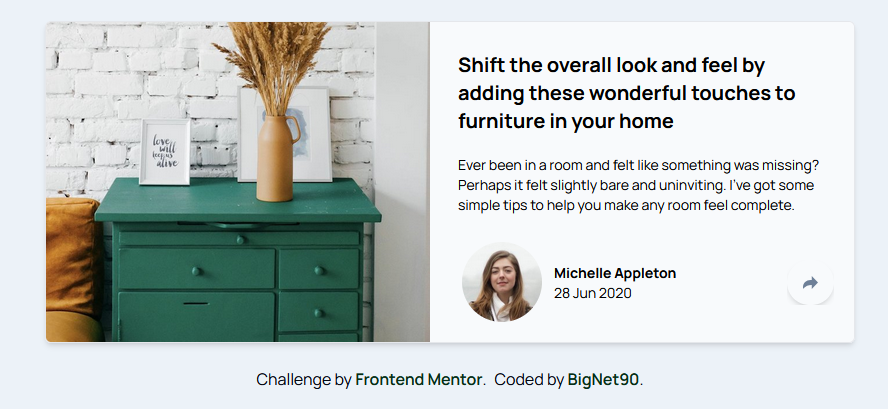 love
will
keep us
alive
Shift the overall look and feel by
adding these wonderful touches to
furniture in your home
Ever been in a room and felt like something was missing?
Perhaps it felt slightly bare and uninviting. I've got some
simple tips to help you make any room feel complete.
Michelle Appleton
28 Jun 2020
Challenge by Frontend Mentor. Coded by BigNet90.